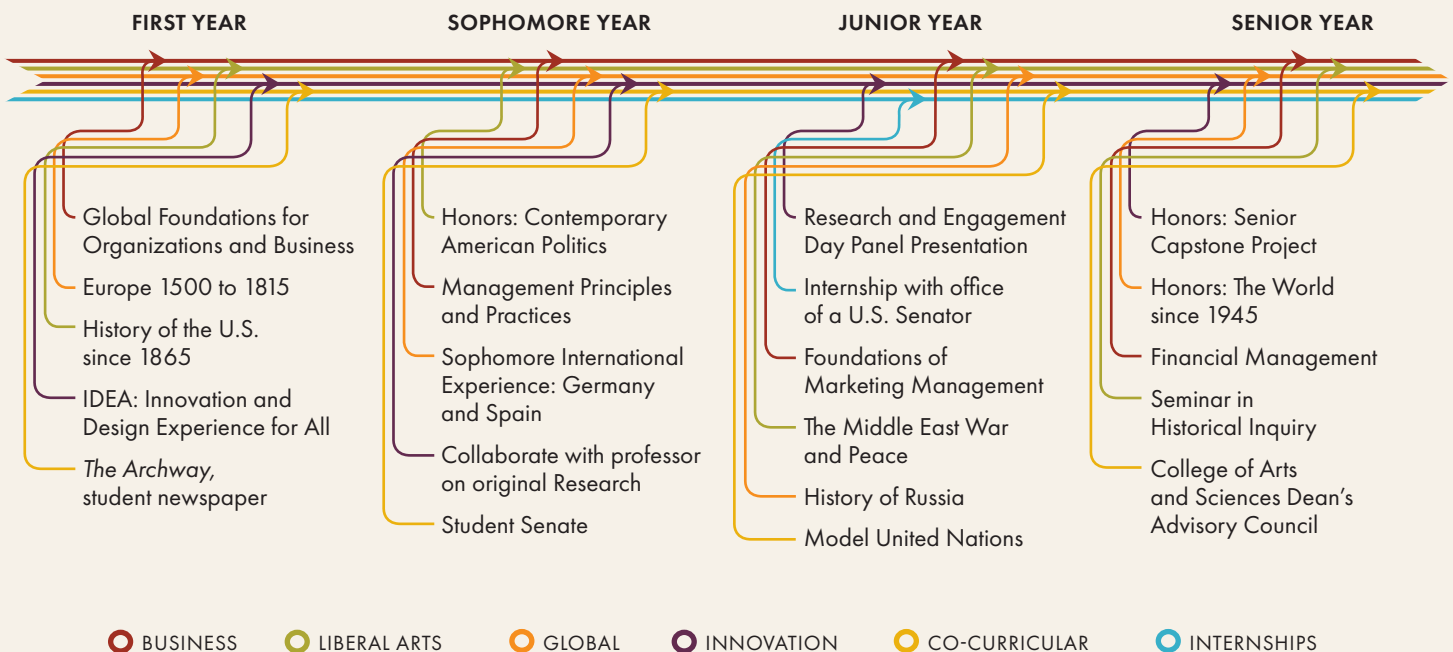 FIRST YEAR
Global Foundations for
Organizations and Business
Europe 1500 to 1815
History of the U.S.
since 1865
IDEA: Innovation and
Design Experience for All
The Archway,
student newspaper
SOPHOMORE YEAR
Honors: Contemporary
American Politics
Management Principles
and Practices
Sophomore International
Experience: Germany
and Spain
Collaborate with professor
on original Research
Student Senate
JUNIOR YEAR
Research and Engagement
Day Panel Presentation
Internship with office
of a U.S. Senator
Foundations of
Marketing Management
The Middle East War
and Peace
History of Russia
Model United Nations
SENIOR YEAR
Honors: Senior
Capstone Project
Honors: The World
since 1945
Financial Management
Seminar in
Historical Inquiry
College of Arts
and Sciences Dean’s
Advisory Council
BUSINESS
LIBERAL ARTS
GLOBAL
INNOVATION
CO-CURRICULAR
INTERNSHIPS